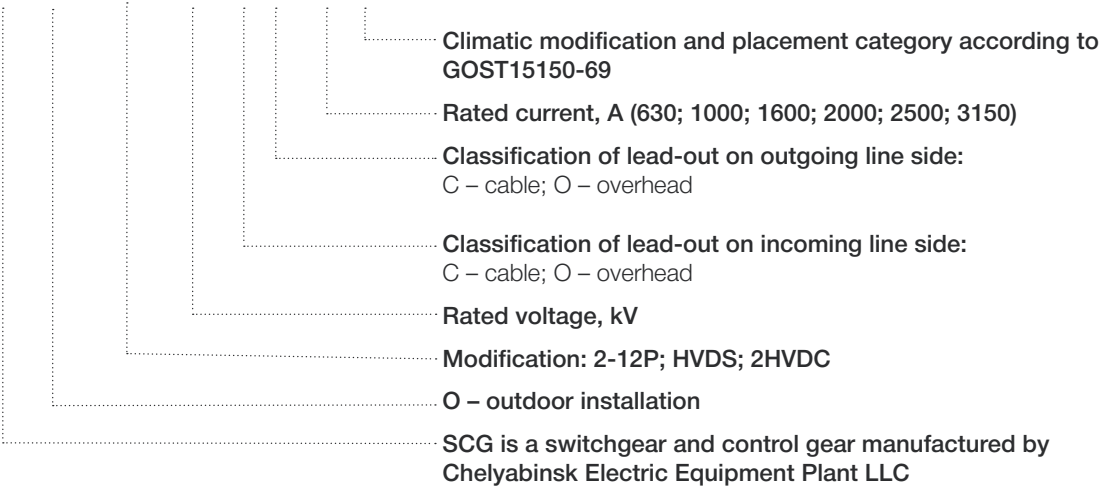 Climatic modification and placement category according to
GOST15150-69
Rated current, A (630; 1000; 1600; 2000; 2500; 3150)
Classification of lead-out on outgoing line side:
C – cable; O – overhead
Classification of lead-out on incoming line side:
C – cable; O – overhead
Rated voltage, kV
Modification: 2-12P; HVDS; 2HVDC
O – outdoor installation
SCG is a switchgear and control gear manufactured by
Chelyabinsk Electric Equipment Plant LLC